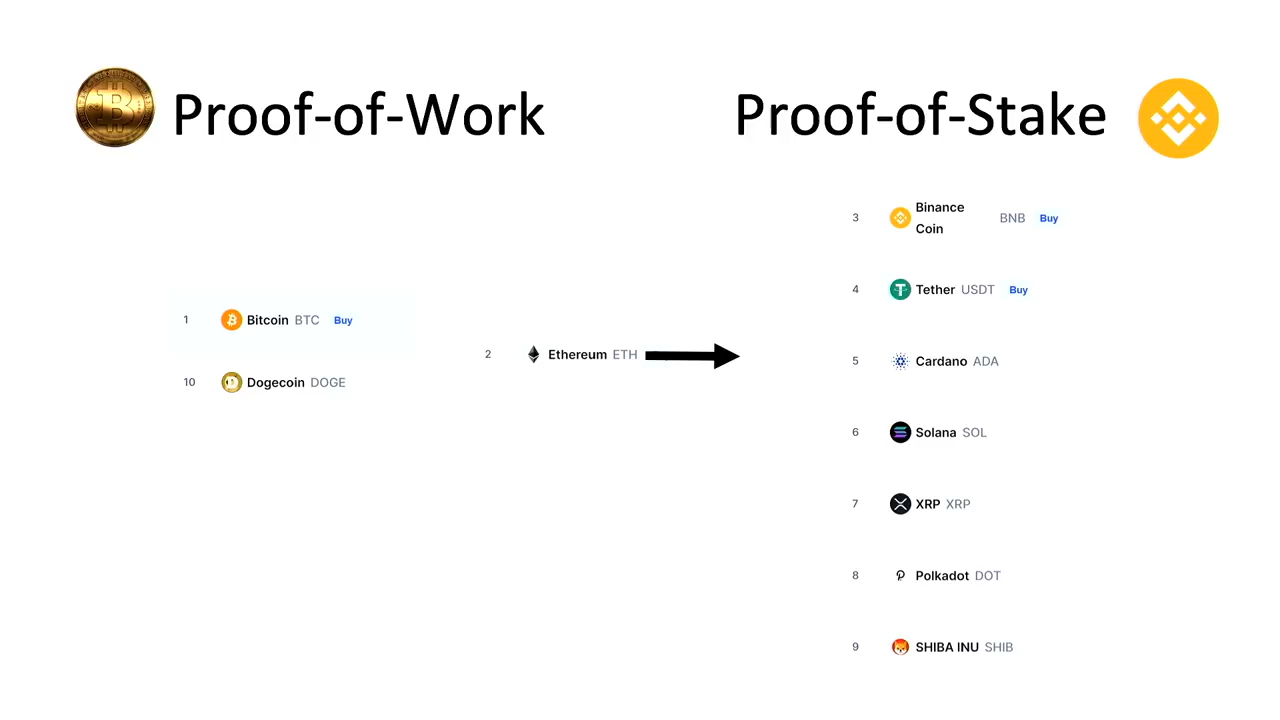 Proof-of-Work
Proof-of-Stake
1 Bitcoin BTC Buy
10 Dogecoin DOGE
2 Ethereum ETH
3 Binance
Coin BNB Buy
4 Tether USDT Buy
5 Cardano ADA
6 Solana SOL
7 XRP XRP
8 Polkadot DOT
9 SHIBA INU SHIB